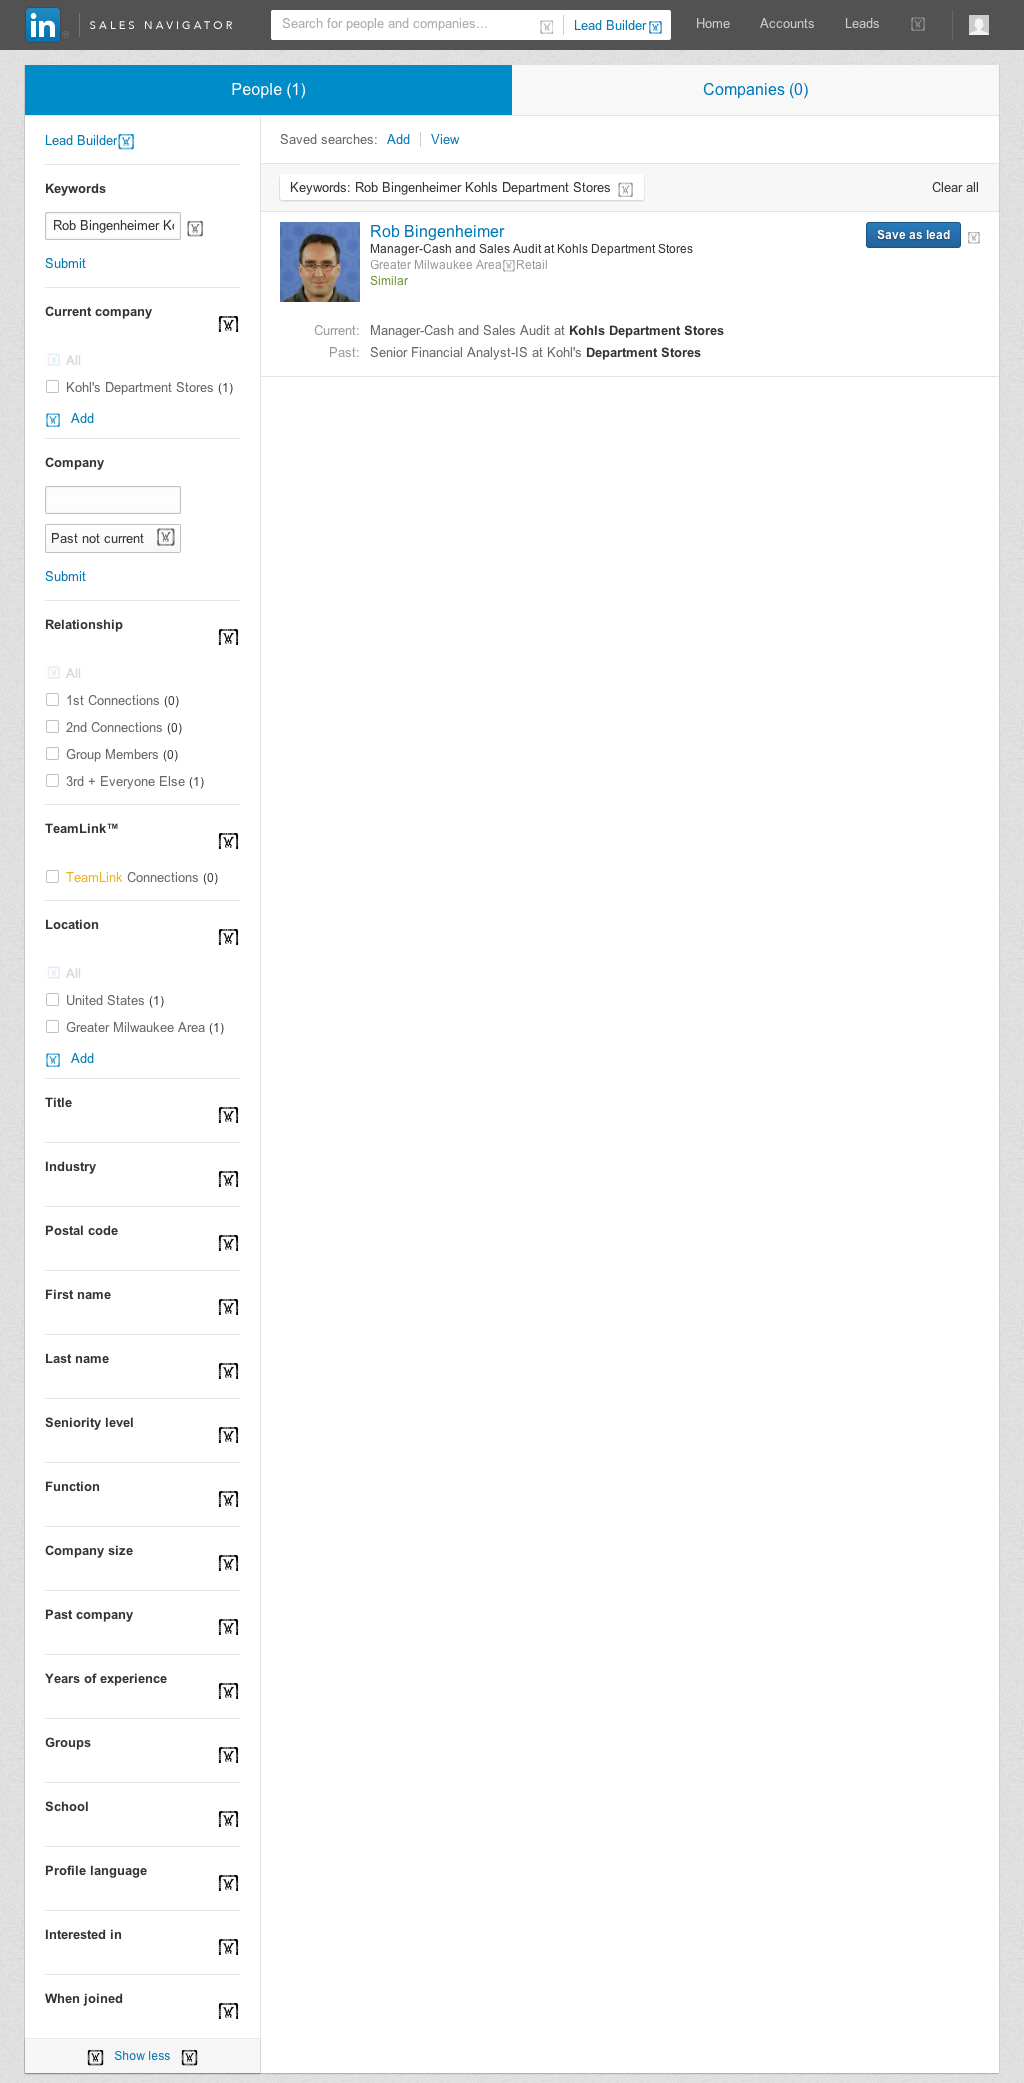 in SALES NAVIGATOR Search for people and companies... Lead Builder Home Accounts Leads
People (1) Companies (0)
Lead Builder
Keywords
Rob Bingenheimer Ko
Submit
Current company
All
Kohl's Department Stores (1)
Add
Company
Past not current
Submit
Relationship
All
1st Connections (0)
2nd Connections (0)
Group Members (0)
3rd + Everyone Else (1)
TeamLink™
TeamLink Connections (0)
Location
All
United States (1)
Greater Milwaukee Area (1)
Add
Title
Industry
Postal code
First name
Last name
Seniority level
Function
Company size
Past company
Years of experience
Groups
School
Profile language
Interested in
When joined
Show less
Saved searches: Add View
Keywords: Rob Bingenheimer Kohls Department Stores Clear all
Rob Bingenheimer Save as lead
Manager-Cash and Sales Audit at Kohls Department Stores
Greater Milwaukee Area Retail
Similar
Current: Manager-Cash and Sales Audit at Kohls Department Stores
Past: Senior Financial Analyst-IS at Kohl's Department Stores